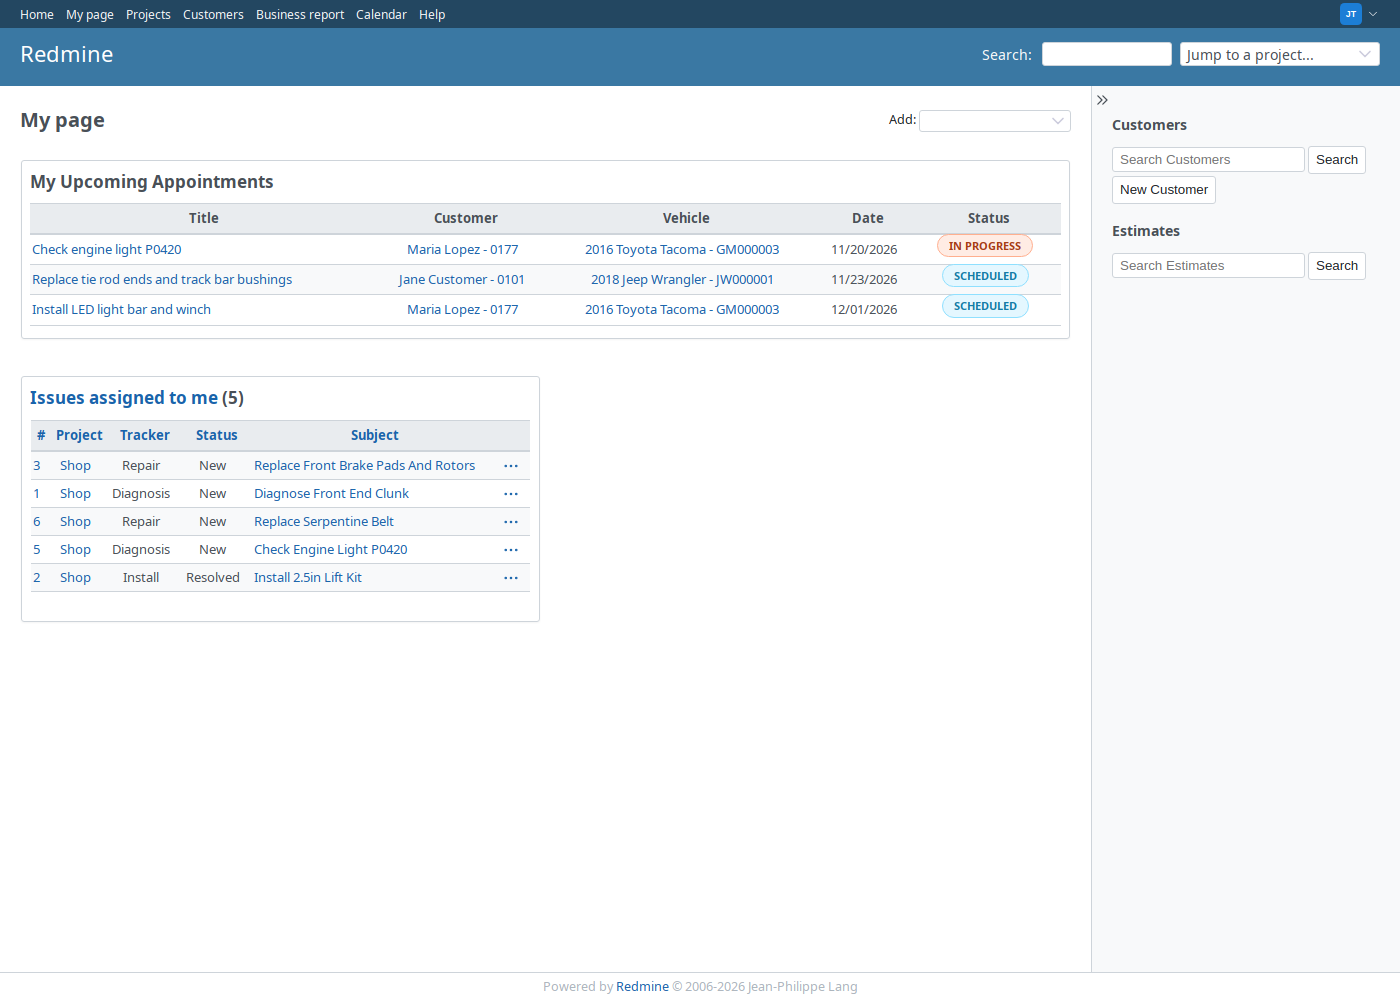 Home My page Projects Customers Business report Calendar Help JT
Redmine Search: Jump to a project...
My page Add:
My Upcoming Appointments
Title Customer Vehicle Date Status
Check engine light P0420 Maria Lopez - 0177 2016 Toyota Tacoma - GM000003 11/20/2026 IN PROGRESS
Replace tie rod ends and track bar bushings Jane Customer - 0101 2018 Jeep Wrangler - JW000001 11/23/2026 SCHEDULED
Install LED light bar and winch Maria Lopez - 0177 2016 Toyota Tacoma - GM000003 12/01/2026 SCHEDULED
Issues assigned to me (5)
# Project Tracker Status Subject
3 Shop Repair New Replace Front Brake Pads And Rotors ...
1 Shop Diagnosis New Diagnose Front End Clunk ...
6 Shop Repair New Replace Serpentine Belt ...
5 Shop Diagnosis New Check Engine Light P0420 ...
2 Shop Install Resolved Install 2.5in Lift Kit ...
Customers
Search Customers Search
New Customer
Estimates
Search Estimates Search
Powered by Redmine © 2006-2026 Jean-Philippe Lang